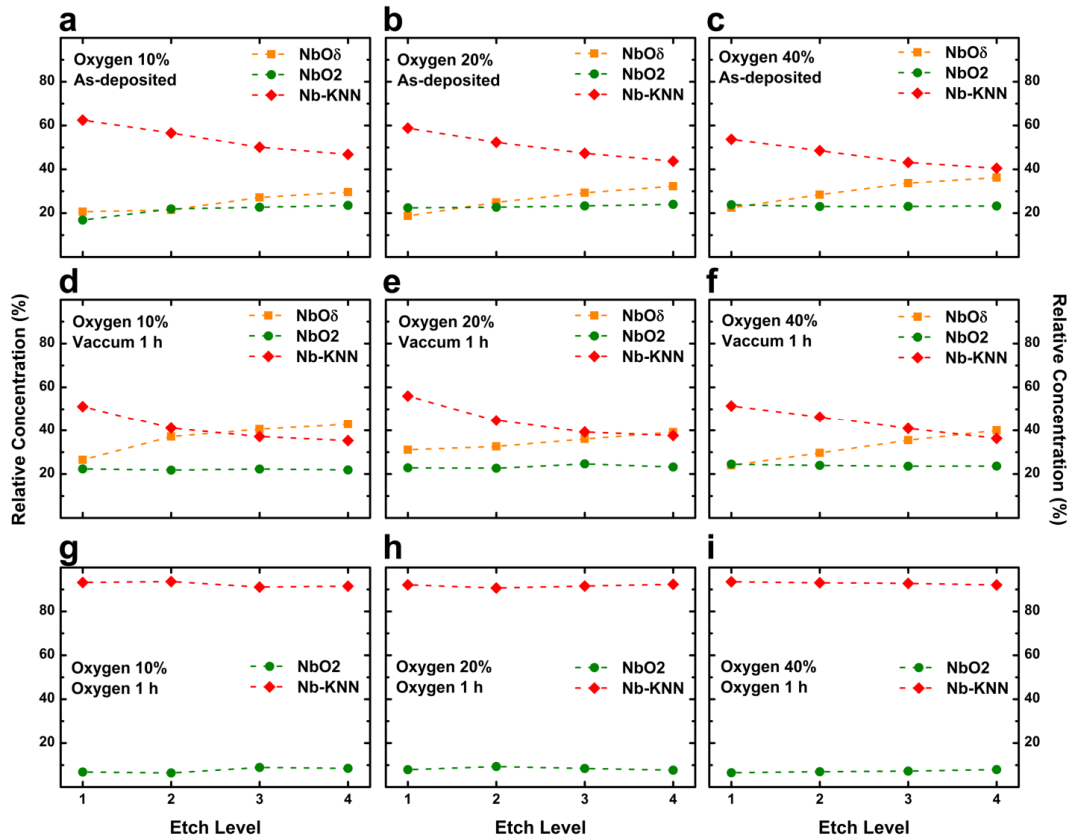 a
Oxygen 10%
As-deposited
NbOδ
NbO2
Nb-KNN
80
60
40
20
b
Oxygen 20%
As-deposited
NbOδ
NbO2
Nb-KNN
c
Oxygen 40%
As-deposited
NbOδ
NbO2
Nb-KNN
80
60
40
20
d
Oxygen 10%
Vaccum 1 h
NbOδ
NbO2
Nb-KNN
80
60
40
20
e
Oxygen 20%
Vaccum 1 h
NbOδ
NbO2
Nb-KNN
f
Oxygen 40%
Vaccum 1 h
NbOδ
NbO2
Nb-KNN
80
60
40
20
Relative Concentration (%)
Relative Concentration (%)
g
80
60
40
20
Oxygen 10%
Oxygen 1 h
NbO2
Nb-KNN
1 2 3 4
Etch Level
h
Oxygen 20%
Oxygen 1 h
NbO2
Nb-KNN
1 2 3 4
Etch Level
i
Oxygen 40%
Oxygen 1 h
NbO2
Nb-KNN
80
60
40
20
1 2 3 4
Etch Level